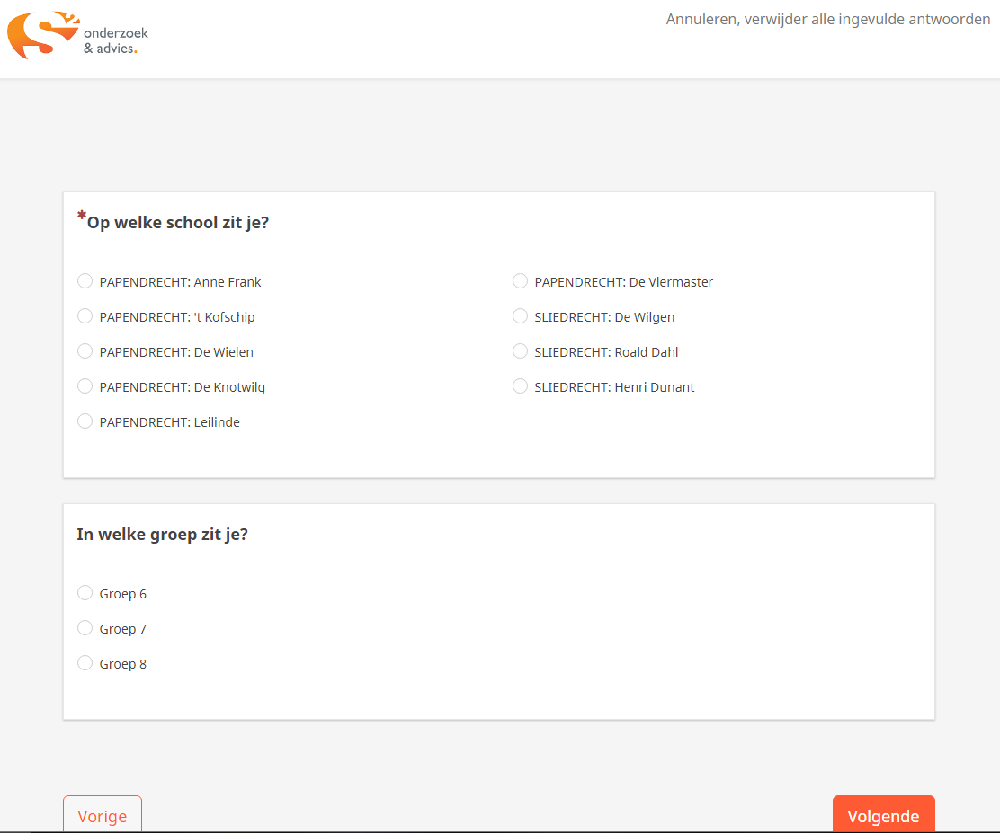 S2 onderzoek
& advies.
Annuleren, verwijder alle ingevulde antwoorden
*Op welke school zit je?
PAPENDRECHT: Anne Frank
PAPENDRECHT: 't Kofschip
PAPENDRECHT: De Wielen
PAPENDRECHT: De Knotwilg
PAPENDRECHT: Leilinde
PAPENDRECHT: De Viermaster
SLIEDRECHT: De Wilgen
SLIEDRECHT: Roald Dahl
SLIEDRECHT: Henri Dunant
In welke groep zit je?
Groep 6
Groep 7
Groep 8
Vorige
Volgende